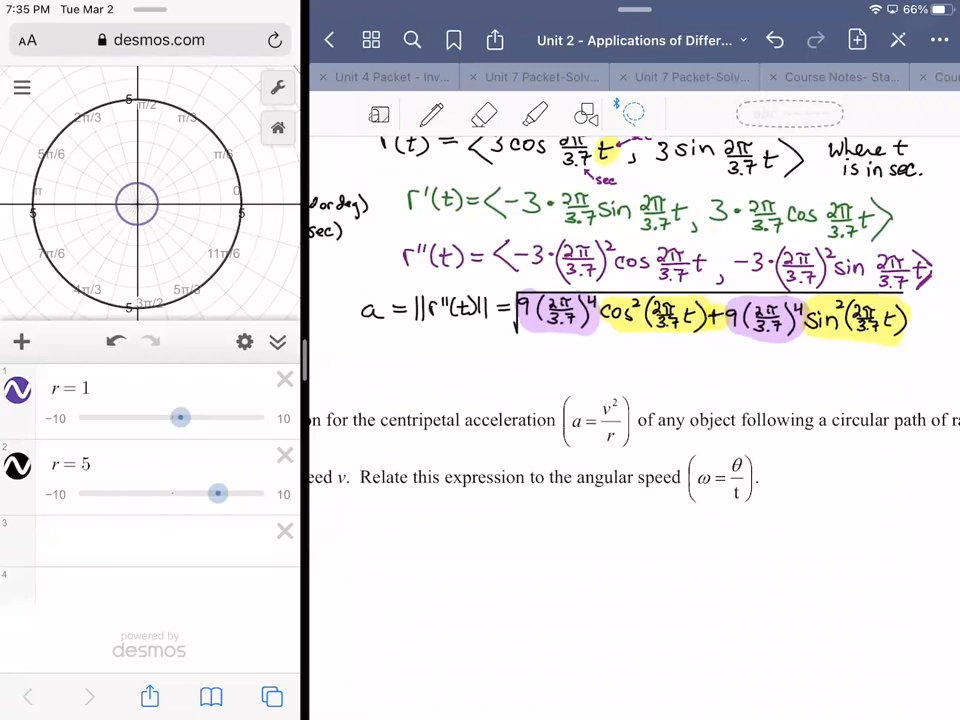 7:35 PM Tue Mar 2
66%
AA desmos.com
Unit 2 - Applications of Differ...
Unit 4 Packet - Inv...
Unit 7 Packet-Solv...
Unit 7 Packet-Solv...
Course Notes- Sta...
Cour
5 π/2
2π/3 π/3
5π/6 π/6
π 0
5 5
7π/6 11π/6
4π/3 5π/3
5 3π/2
1
r = 1
-10 10
2
r = 5
-10 10
3
4
powered by
desmos
r(t) = <3 cos 2π/3.7 t, 3 sin 2π/3.7 t> where t
is in sec.
sec
d or deg)
sec)
r'(t) = <-3 · 2π/3.7 sin 2π/3.7 t, 3 · 2π/3.7 cos 2π/3.7 t>
r''(t) = <-3·(2π/3.7)² cos 2π/3.7 t, -3·(2π/3.7)² sin 2π/3.7 t>
a = ||r''(t)|| = √9(2π/3.7)⁴ cos²(2π/3.7 t) + 9(2π/3.7)⁴ sin²(2π/3.7 t)
on for the centripetal acceleration (a = v²/r) of any object following a circular path of ra
eed v. Relate this expression to the angular speed (ω = θ/t).